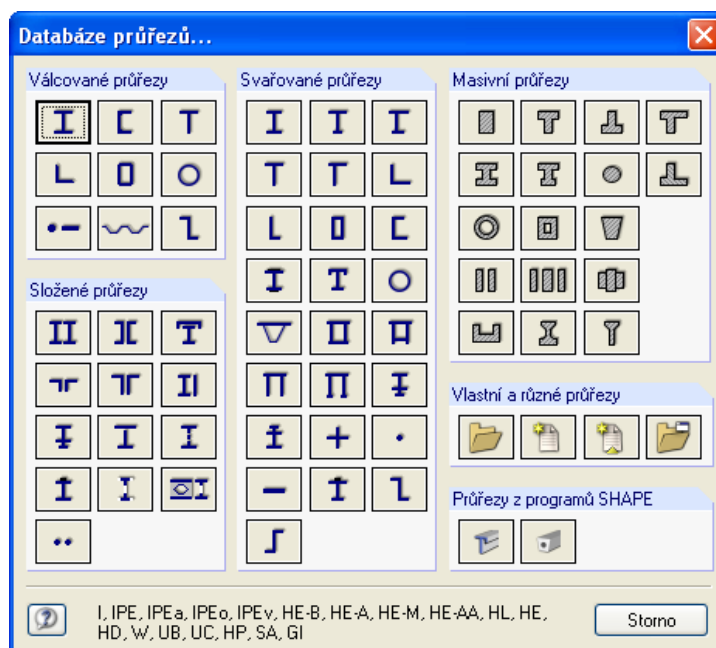 Databáze průřezů...
Válcované průřezy
Svařované průřezy
Masivní průřezy
Složené průřezy
Vlastní a různé průřezy
Průřezy z programů SHAPE
I, IPE, IPEa, IPEo, IPEv, HE-B, HE-A, HE-M, HE-AA, HL, HE,
HD, W, UB, UC, HP, SA, GI
Storno